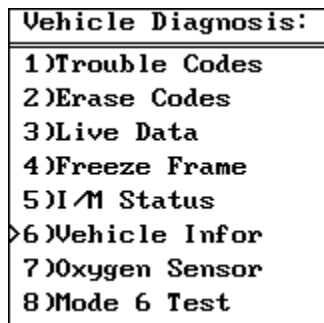 Vehicle Diagnosis:
1)Trouble Codes
2)Erase Codes
3)Live Data
4)Freeze Frame
5)I/M Status
>6)Vehicle Infor
7)Oxygen Sensor
8)Mode 6 Test